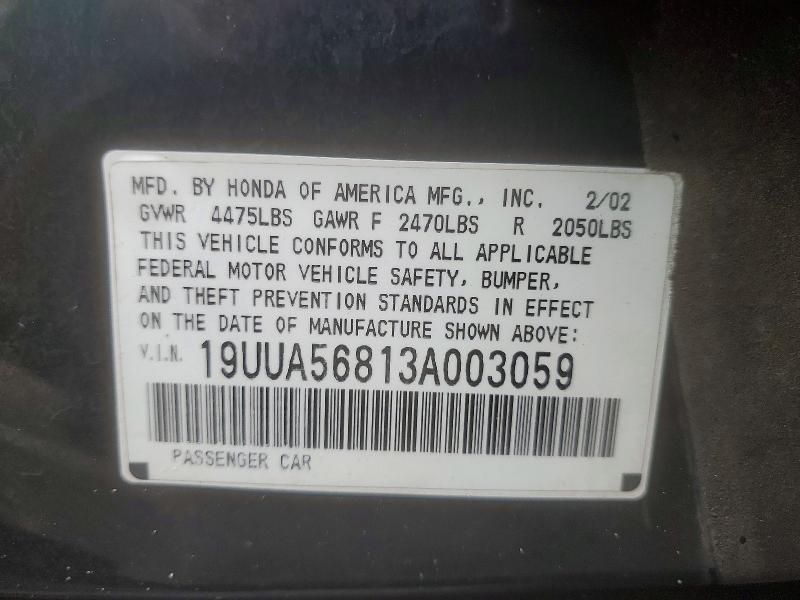 MFD. BY HONDA OF AMERICA MFG., INC. 2/02
GVWR 4475LBS GAWR F 2470LBS R 2050LBS
THIS VEHICLE CONFORMS TO ALL APPLICABLE
FEDERAL MOTOR VEHICLE SAFETY, BUMPER,
AND THEFT PREVENTION STANDARDS IN EFFECT
ON THE DATE OF MANUFACTURE SHOWN ABOVE:
V.I.N. 19UUA56813A003059
PASSENGER CAR